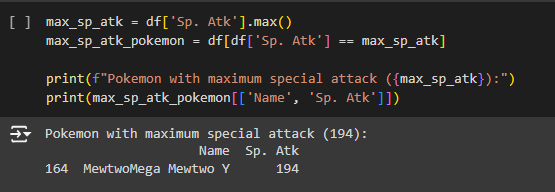 [ ] max_sp_atk = df['Sp. Atk'].max()
max_sp_atk_pokemon = df[df['Sp. Atk'] == max_sp_atk]
print(f"Pokemon with maximum special attack ({max_sp_atk}):")
print(max_sp_atk_pokemon[['Name', 'Sp. Atk']])
Pokemon with maximum special attack (194):
Name  Sp. Atk
164  MewtwoMega Mewtwo Y      194